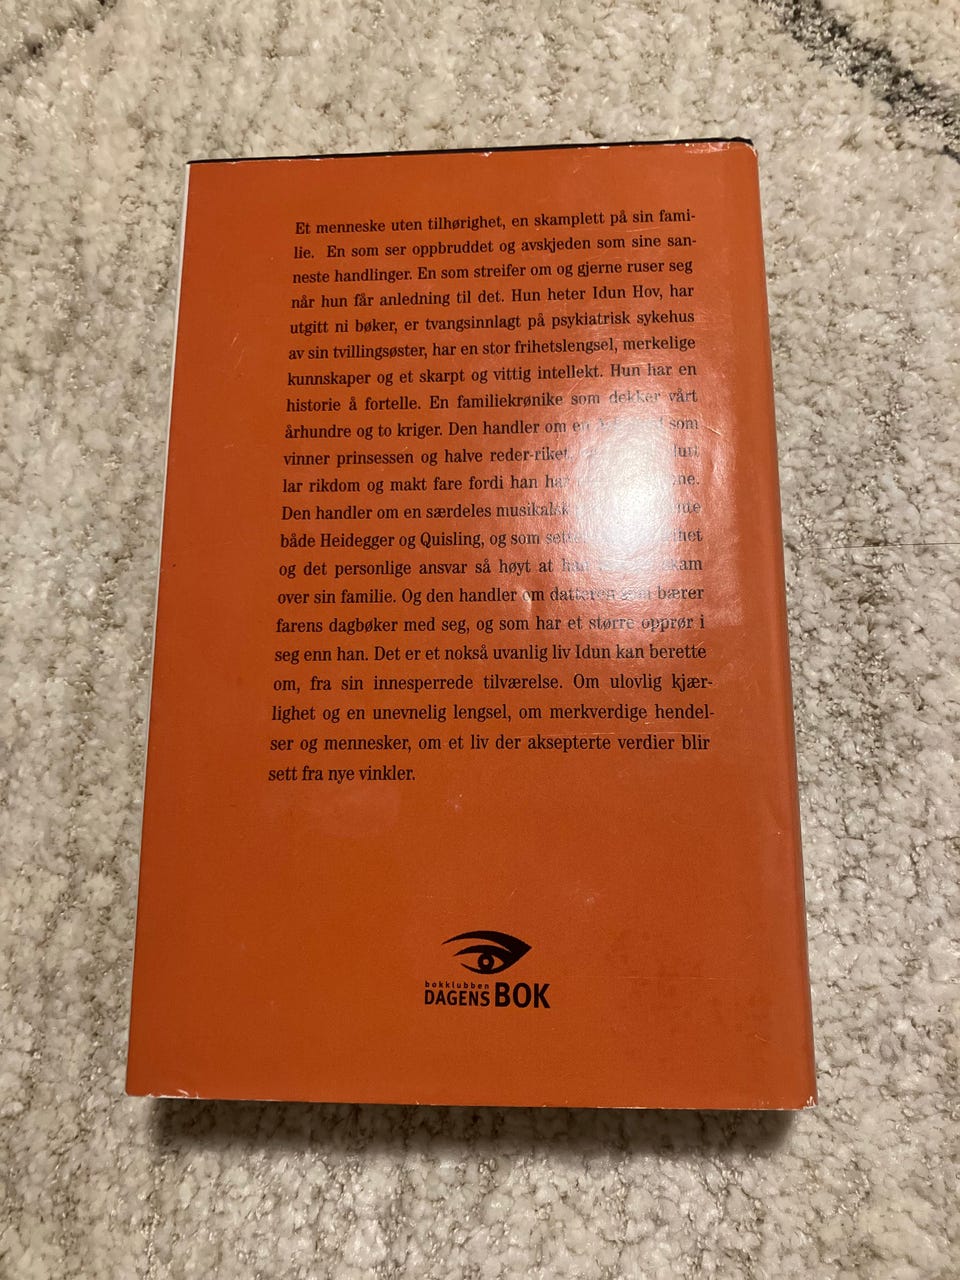 Et menneske uten tilhørighet, en skamplett på sin fami-
lie. En som ser oppbruddet og avskjeden som sine san-
neste handlinger. En som streifer om og gjerne ruser seg
når hun får anledning til det. Hun heter Idun Hov, har
utgitt ni bøker, er tvangsinnlagt på psykiatrisk sykehus
av sin tvillingsøster, har en stor frihetslengsel, merkelige
kunnskaper og et skarpt og vittig intellekt. Hun har en
historie å fortelle. En familiekrønike som dekker vårt
århundre og to kriger. Den handler om en som
vinner prinsessen og halve reder-riket,
lar rikdom og makt fare fordi han
Den handler om en særdeles
både Heidegger og Quisling, og som
og det personlige ansvar så høyt at han skam
over sin familie. Og den handler om datteren som bærer
farens dagbøker med seg, og som har et større opprør i
seg enn han. Det er et nokså uvanlig liv Idun kan berette
om, fra sin innesperrede tilværelse. Om ulovlig kjær-
lighet og en unevnelig lengsel, om merkverdige hendel-
ser og mennesker, om et liv der aksepterte verdier blir
sett fra nye vinkler.
bokklubben
DAGENS BOK